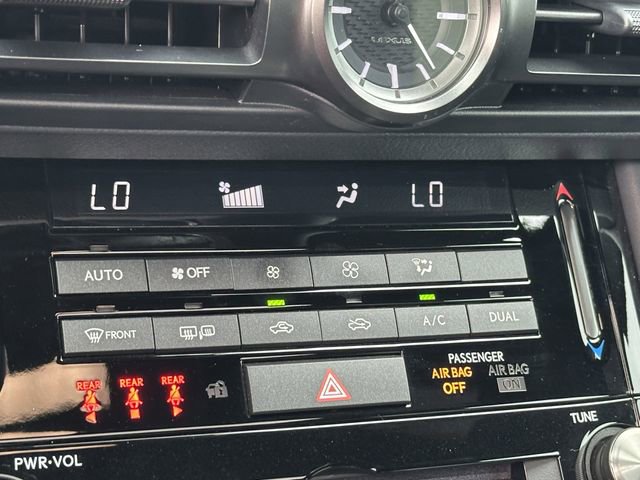 LEXUS
LO LO
AUTO OFF
FRONT A/C DUAL
PASSENGER
REAR REAR REAR AIR BAG AIR BAG
OFF ON
TUNE
PWR•VOL